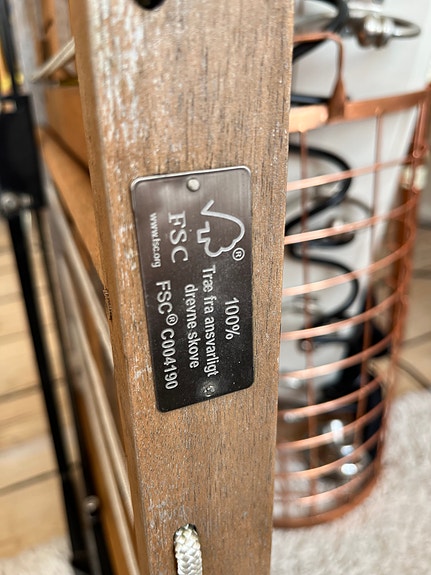 FSC
www.fsc.org
®
100%
Træ fra ansvarligt
drevne skove
FSC® C004190